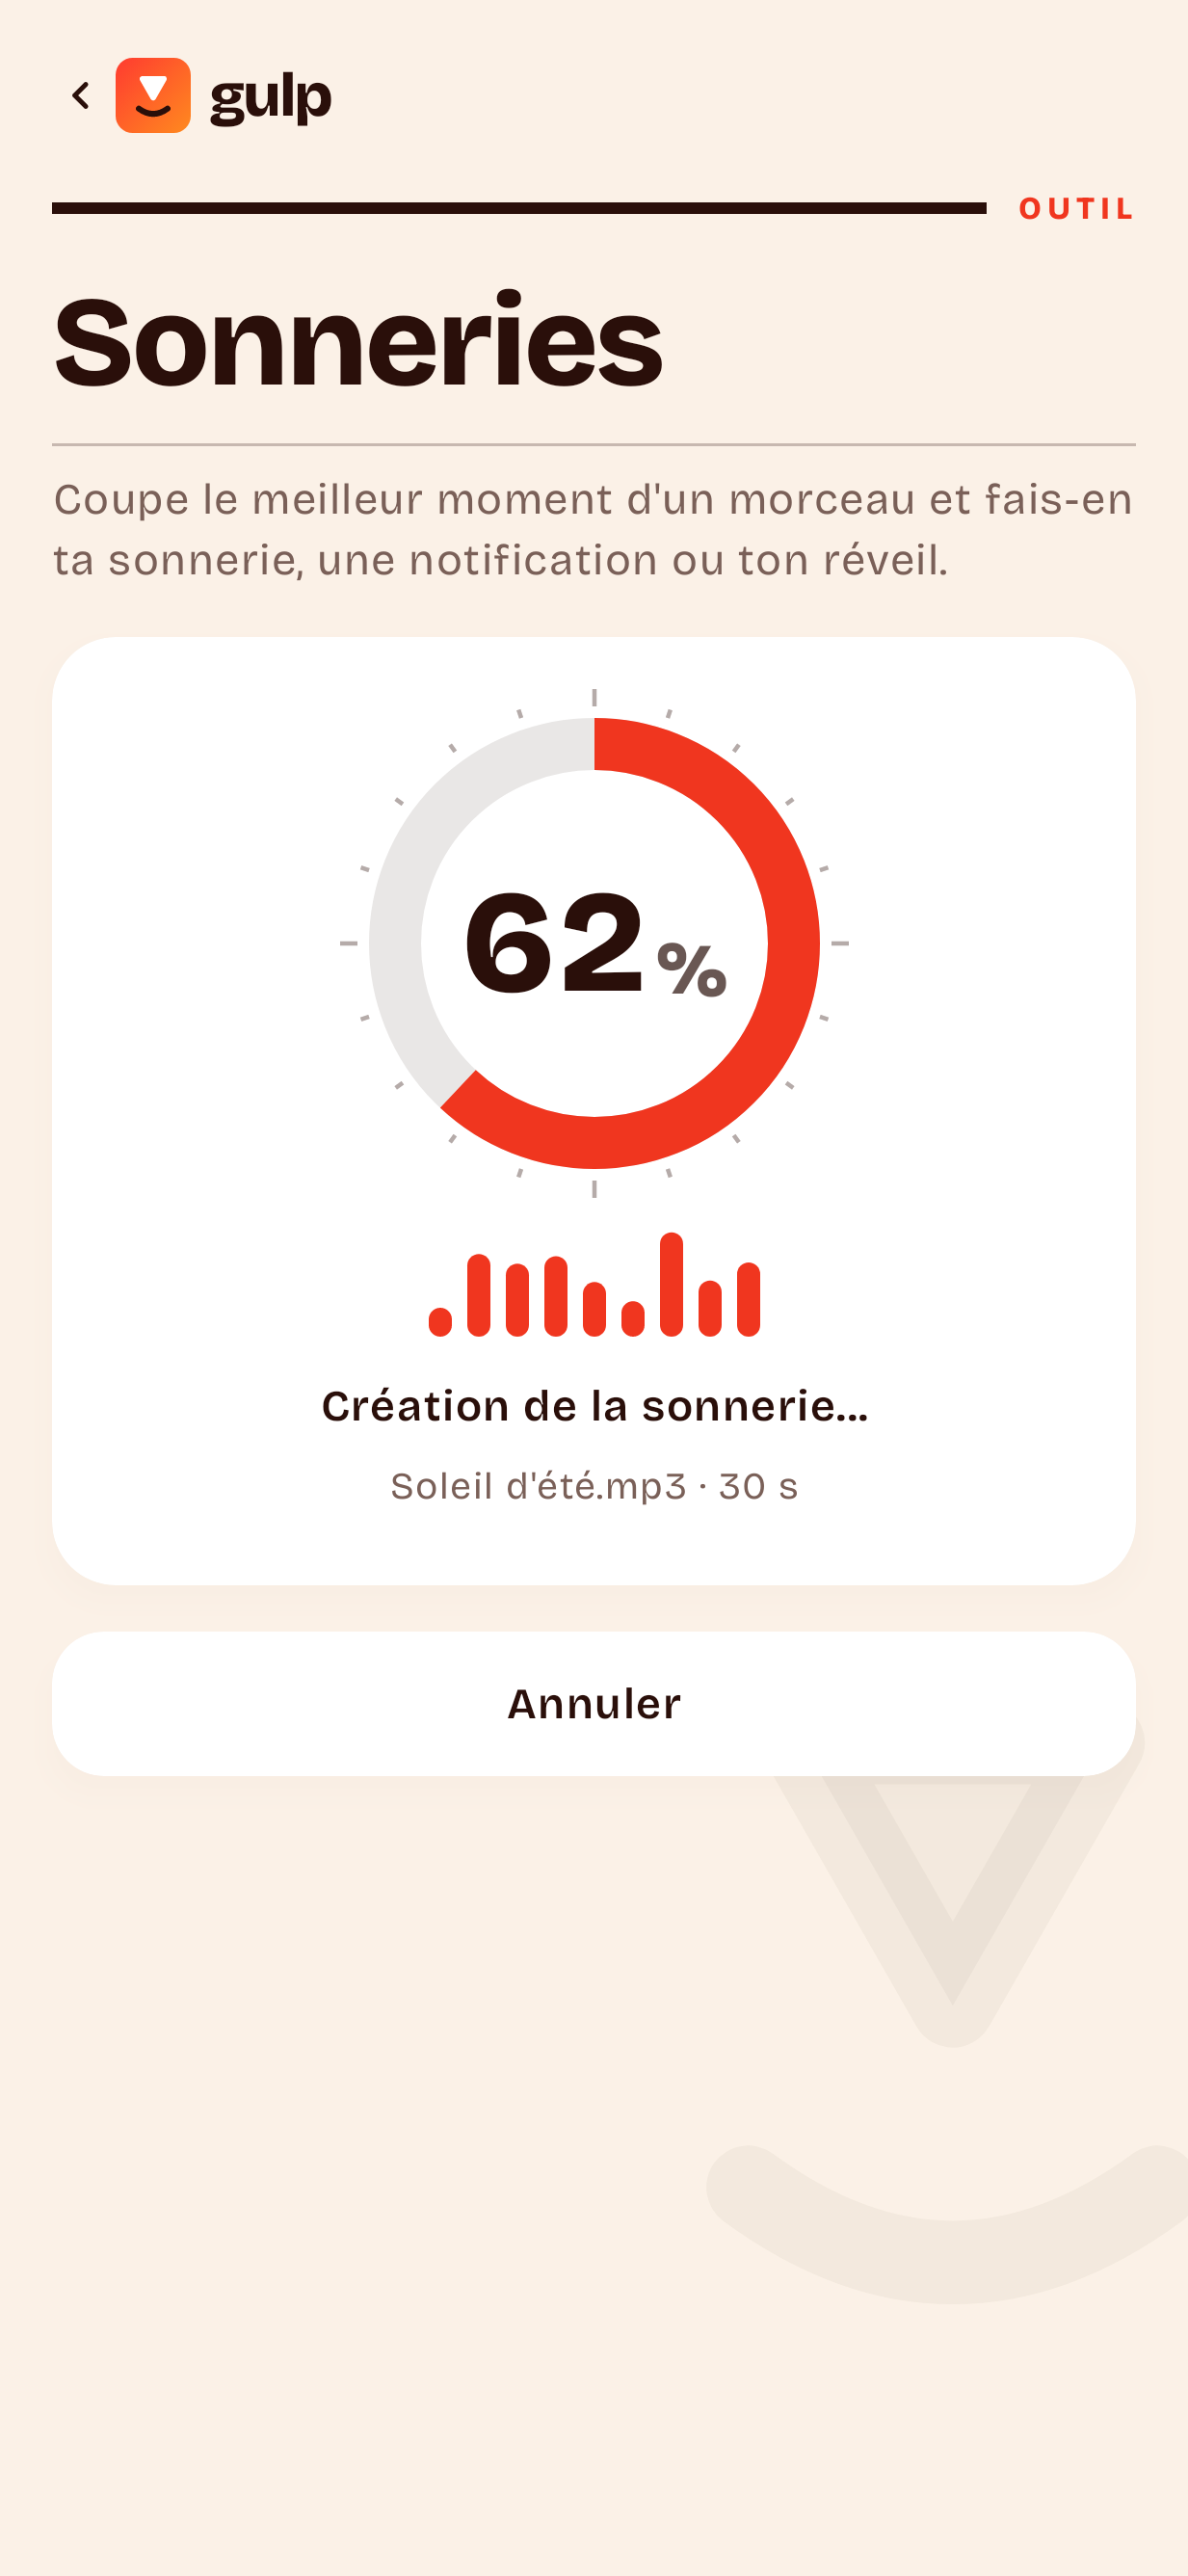 gulp
OUTIL
Sonneries
Coupe le meilleur moment d'un morceau et fais-en
ta sonnerie, une notification ou ton réveil.
62%
Création de la sonnerie...
Soleil d'été.mp3 · 30 s
Annuler